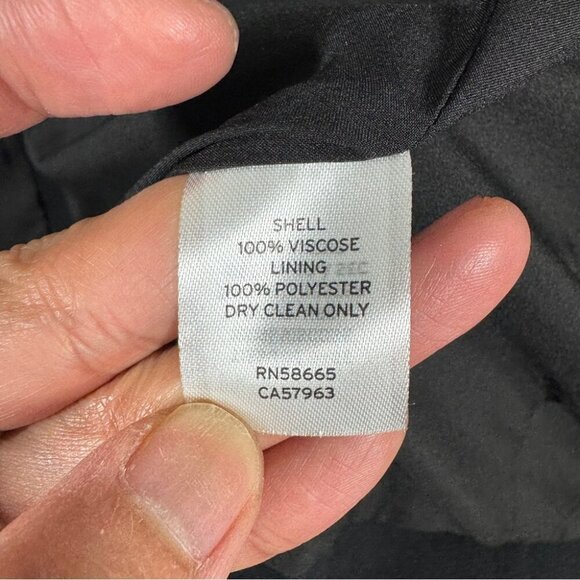 SHELL
100% VISCOSE
LINING
100% POLYESTER
DRY CLEAN ONLY
RN58665
CA57963